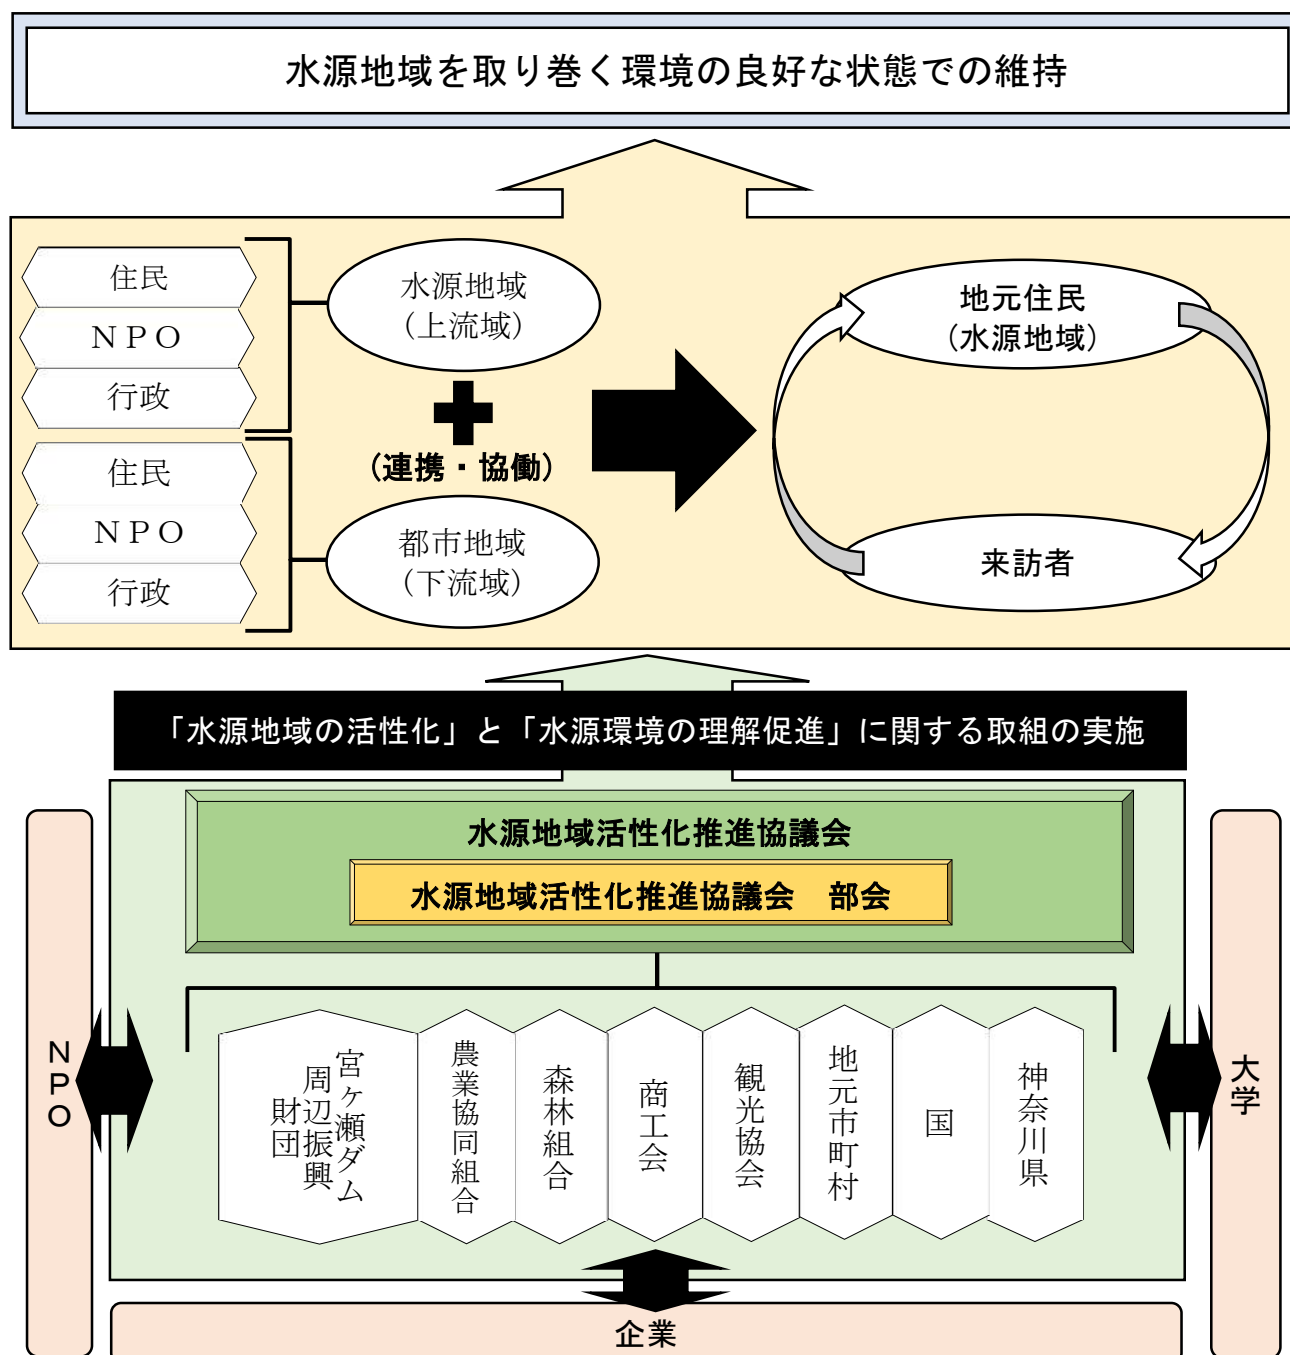 水源地域を取り巻く環境の良好な状態での維持
住民
ＮＰＯ
行政
水源地域
（上流域）
（連携・協働）
住民
ＮＰＯ
行政
都市地域
（下流域）
地元住民
（水源地域）
来訪者
「水源地域の活性化」と「水源環境の理解促進」に関する取組の実施
水源地域活性化推進協議会
水源地域活性化推進協議会　部会
ＮＰＯ
宮ヶ瀬ダム
周辺振興
財団
農業協同組合
森林組合
商工会
観光協会
地元市町村
国
神奈川県
大学
企業